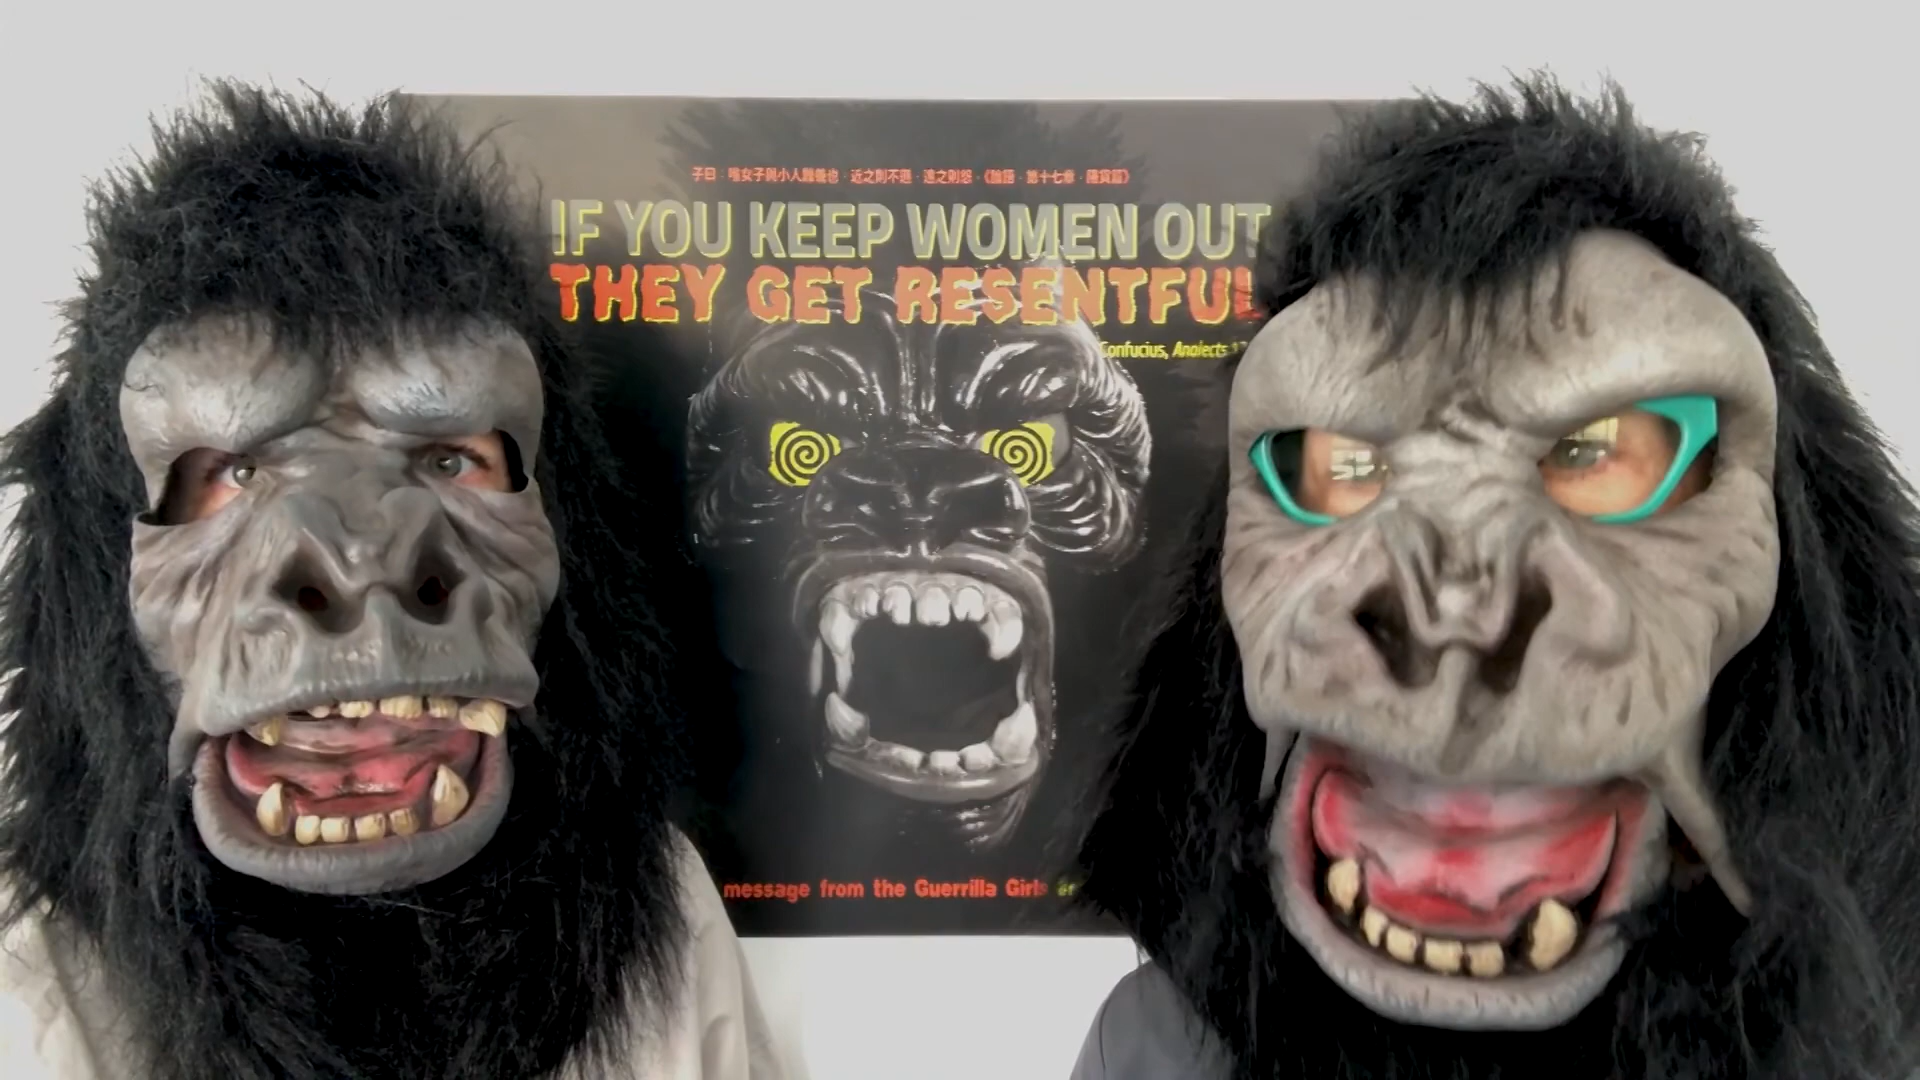 子曰：唯女子與小人難養也，近之則不遜，遠之則怨。《論語·第十七章·陽貨篇》
IF YOU KEEP WOMEN OUT
THEY GET RESENTFUL
Confucius, Analects
message from the Guerrilla Girls